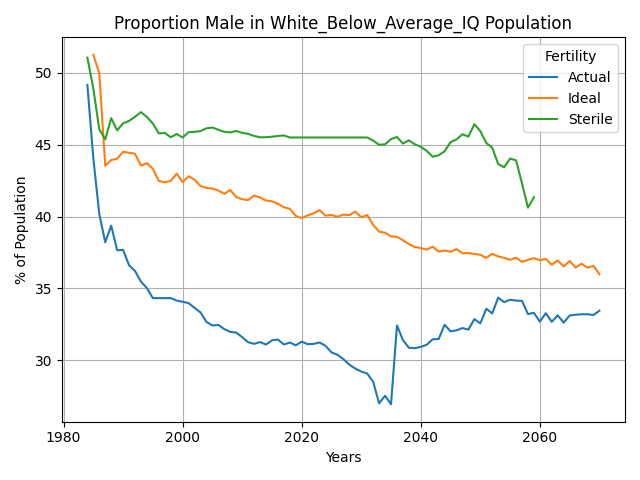 Proportion Male in White_Below_Average_IQ Population
% of Population
50
45
40
35
30
1980
2000
2020
2040
2060
Years
Fertility
Actual
Ideal
Sterile